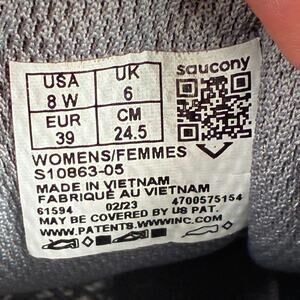 USA UK saucony
8 W 6
EUR CM
39 24.5
WOMENS/FEMMES
S10863-05
MADE IN VIETNAM
FABRIQUÉ AU VIETNAM
61594 02/23 4700575154
MAY BE COVERED BY US PAT.
WWW.PATENTS.WWWINC.COM